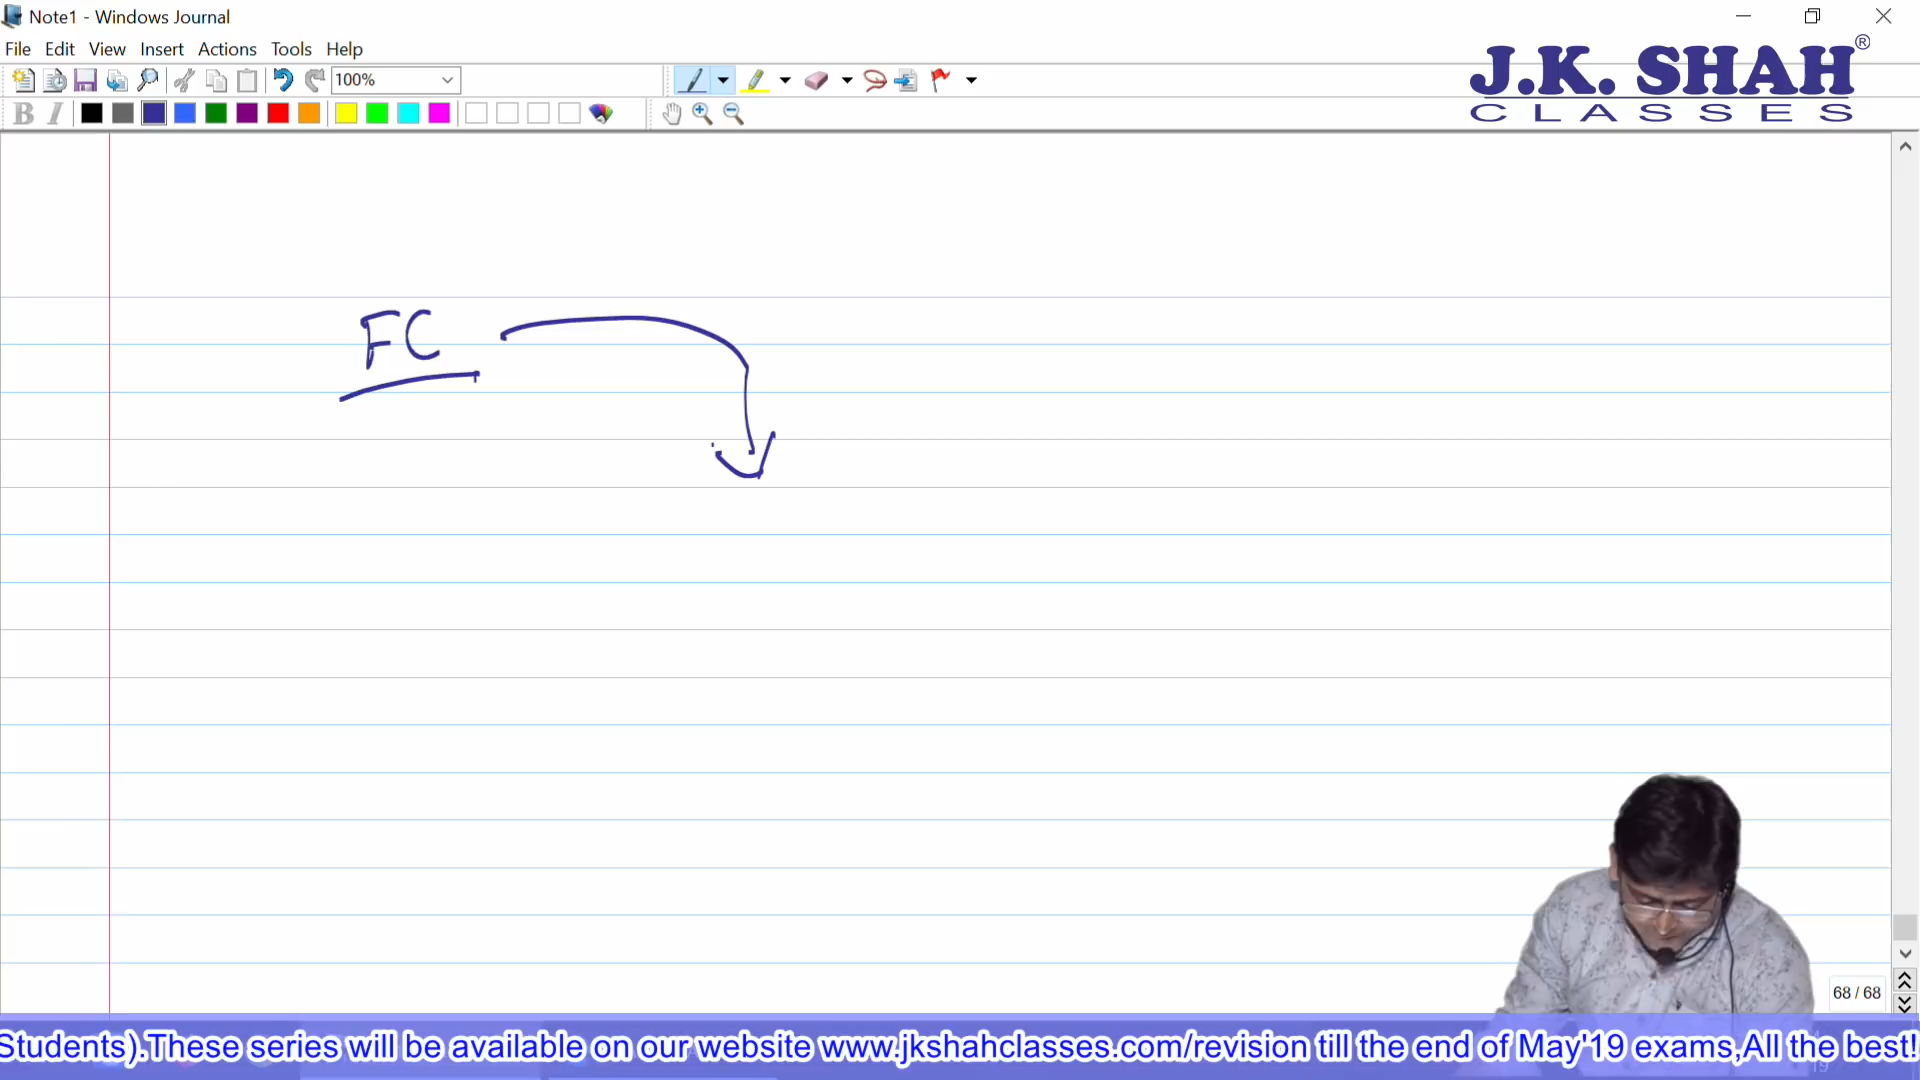 Note1 - Windows Journal
File Edit View Insert Actions Tools Help
100%
B I
J.K. SHAH®
CLASSES
FC
68 / 68
Students).These series will be available on our website www.jkshahclasses.com/revision till the end of May'19 exams,All the best!